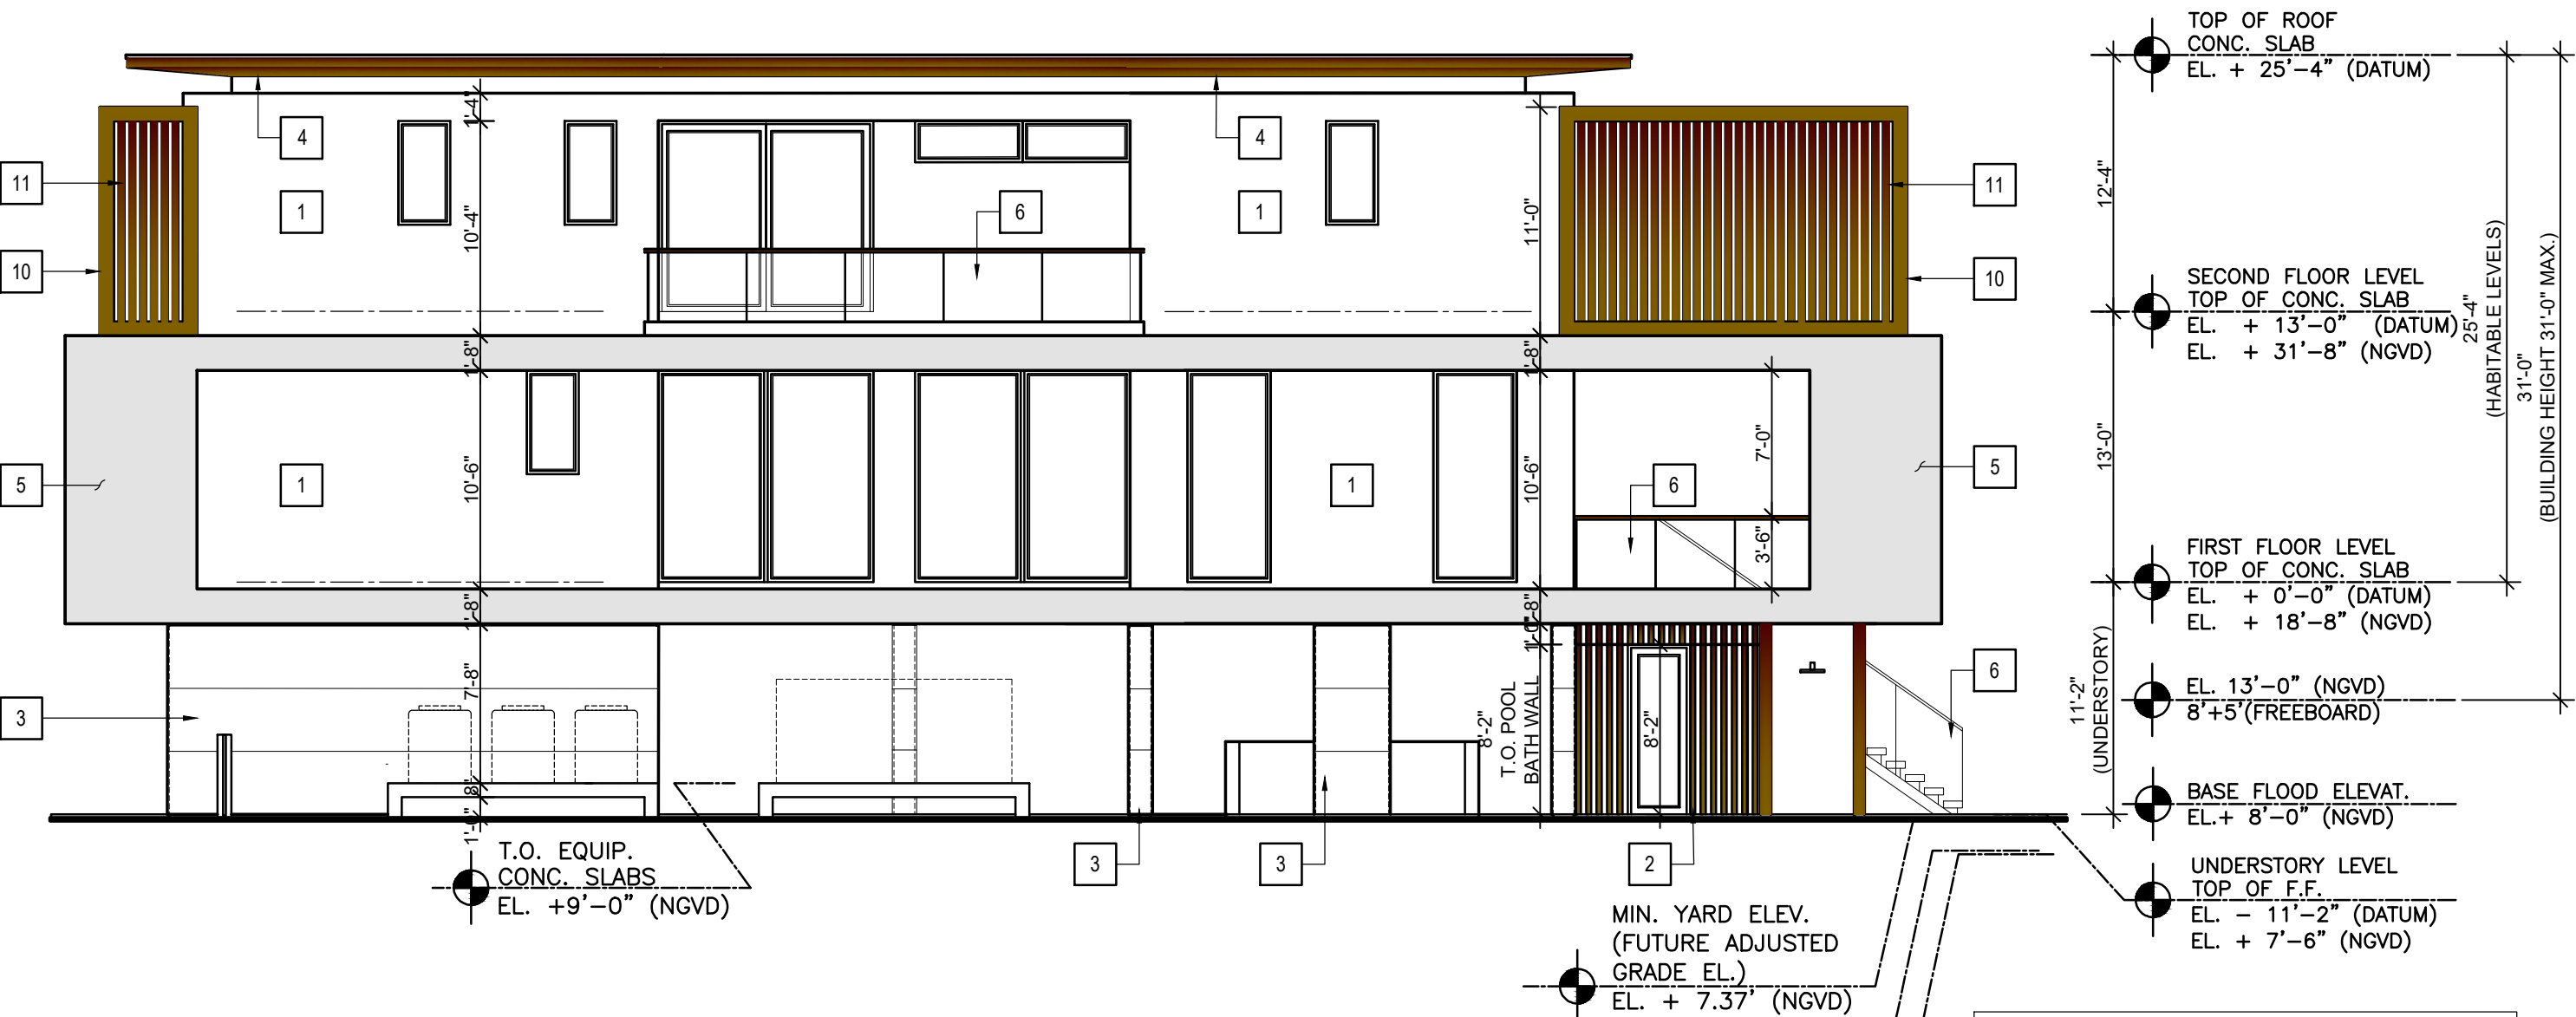 TOP OF ROOF
CONC. SLAB
EL. + 25'-4" (DATUM)
1'-4"
4
4
11
11
1
1
6
10'-4"
11'-0"
12'-4"
10
10
SECOND FLOOR LEVEL
TOP OF CONC. SLAB
EL. + 13'-0" (DATUM)
EL. + 31'-8" (NGVD)
25'-4"
(HABITABLE LEVELS)
31'-0"
(BUILDING HEIGHT 31'-0" MAX.)
1'-8"
1'-8"
7'-0"
13'-0"
5
1
10'-6"
10'-6"
1
6
5
3'-6"
FIRST FLOOR LEVEL
TOP OF CONC. SLAB
EL. + 0'-0" (DATUM)
EL. + 18'-8" (NGVD)
1'-8"
1'-8"
1'-0"
7'-8"
6
11'-2"
(UNDERSTORY)
EL. 13'-0" (NGVD)
8'+5'(FREEBOARD)
3
8'-2"
T.O. POOL
BATH WALL
8'-2"
8"
1'-0"
BASE FLOOD ELEVAT.
EL.+ 8'-0" (NGVD)
T.O. EQUIP.
CONC. SLABS
EL. +9'-0" (NGVD)
3
3
2
UNDERSTORY LEVEL
TOP OF F.F.
EL. - 11'-2" (DATUM)
EL. + 7'-6" (NGVD)
MIN. YARD ELEV.
(FUTURE ADJUSTED
GRADE EL.)
EL. + 7.37' (NGVD)